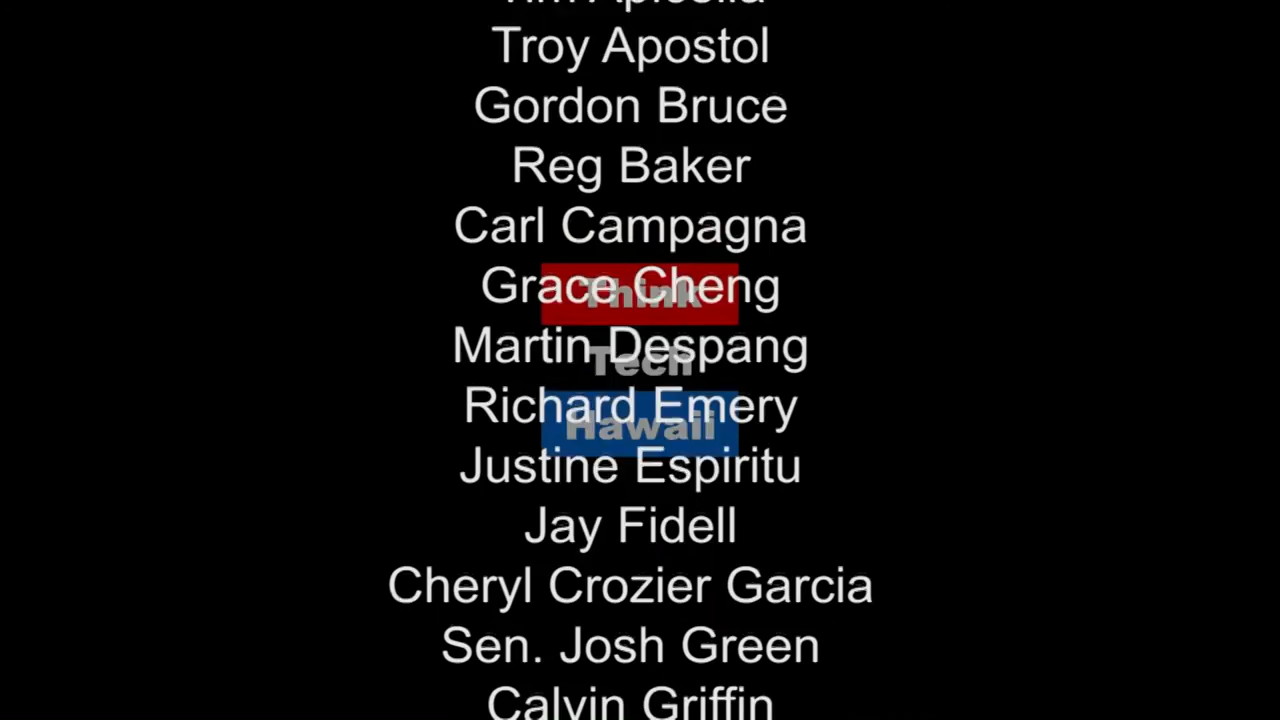 Troy Apostol
Gordon Bruce
Reg Baker
Carl Campagna
Grace Cheng
Think
Martin Despang
Tech
Richard Emery
Hawaii
Justine Espiritu
Jay Fidell
Cheryl Crozier Garcia
Sen. Josh Green
Calvin Griffin